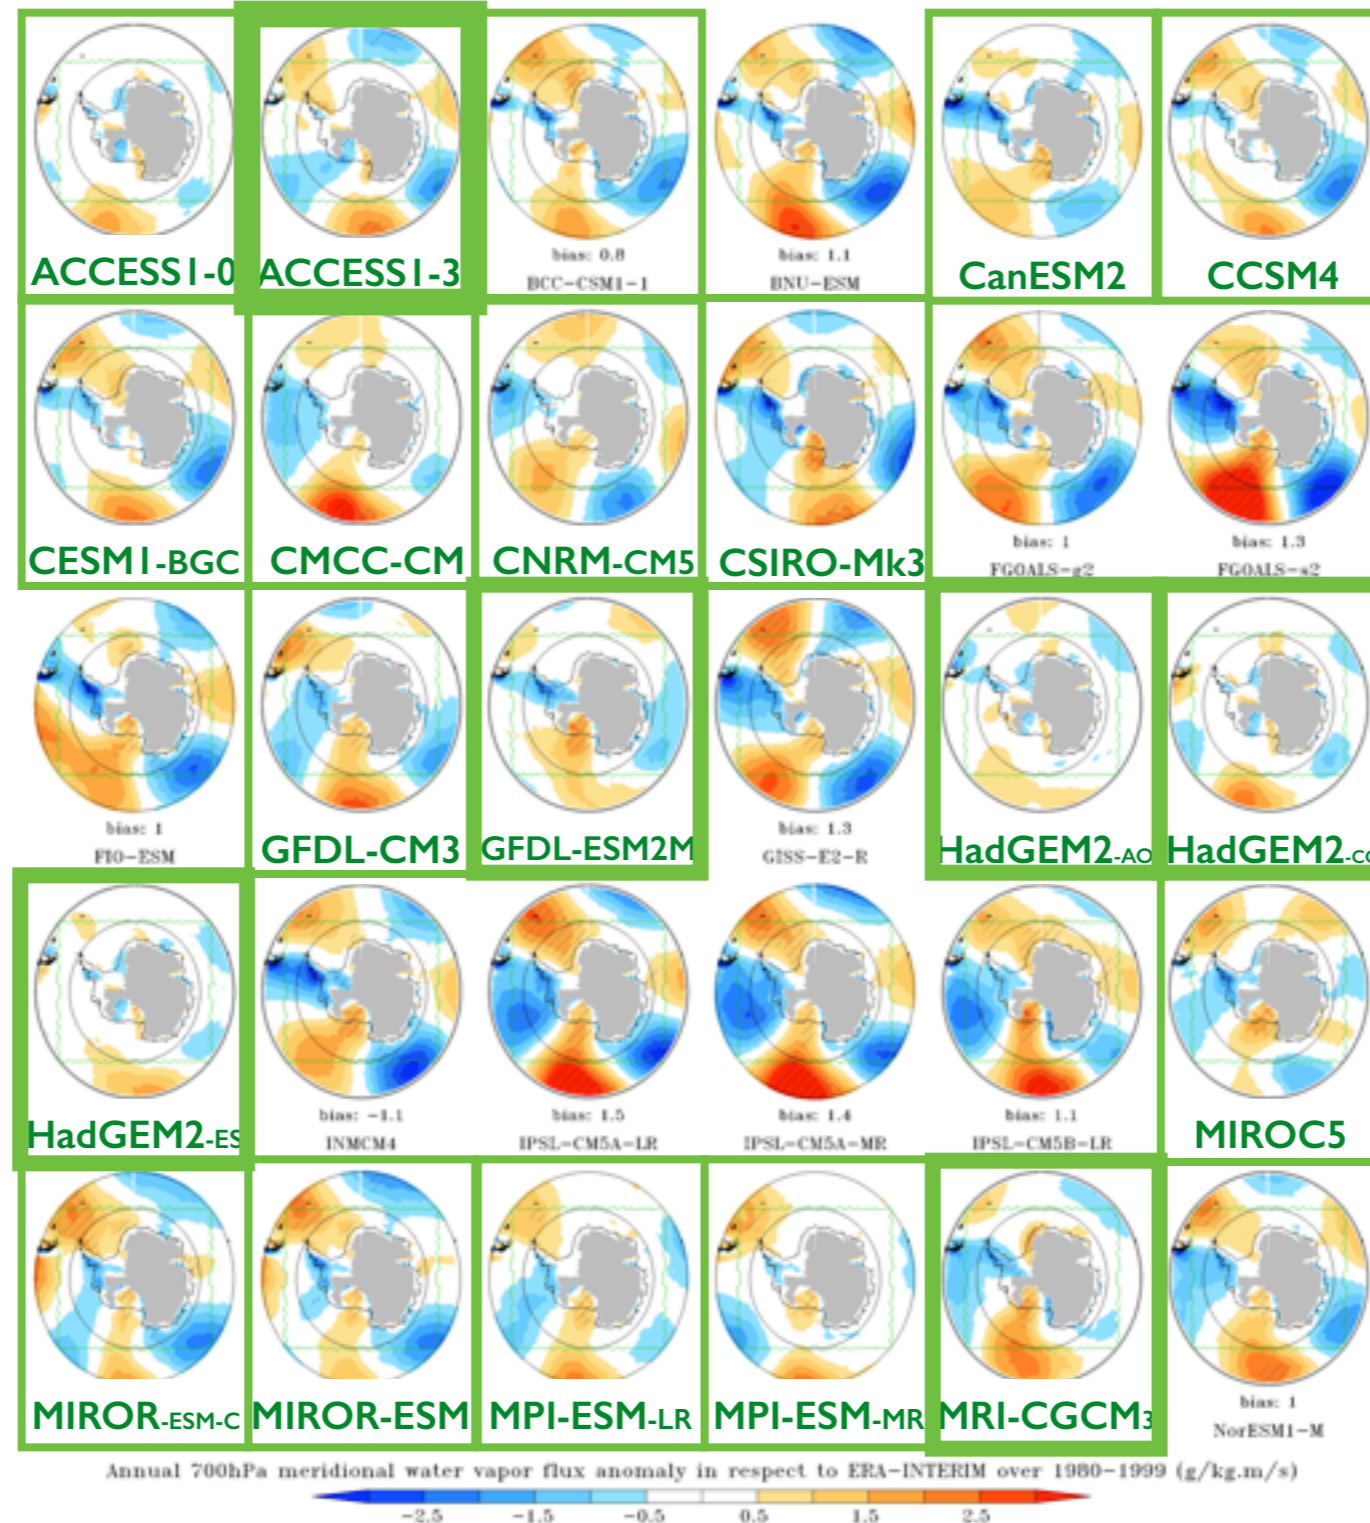 ACCESS1-0 ACCESS1-3 bias: 0.8 BCC-CSM1-1 bias: 1.1 BNU-ESM CanESM2 CCSM4
CESM1-BGC CMCC-CM CNRM-CM5 CSIRO-Mk3 bias: 1 FGOALS-g2 bias: 1.3 FGOALS-s2
bias: 1 FIO-ESM GFDL-CM3 GFDL-ESM2M bias: 1.3 GISS-E2-R HadGEM2-AO HadGEM2-CC
HadGEM2-ES bias: -1.1 INMCM4 bias: 1.5 IPSL-CM5A-LR bias: 1.4 IPSL-CM5A-MR bias: 1.1 IPSL-CM5B-LR MIROC5
MIROR-ESM-C MIROR-ESM MPI-ESM-LR MPI-ESM-MR MRI-CGCM3 bias: 1 NorESM1-M
Annual 700hPa meridional water vapor flux anomaly in respect to ERA-INTERIM over 1980-1999 (g/kg.m/s)
-2.5 -1.5 -0.5 0.5 1.5 2.5